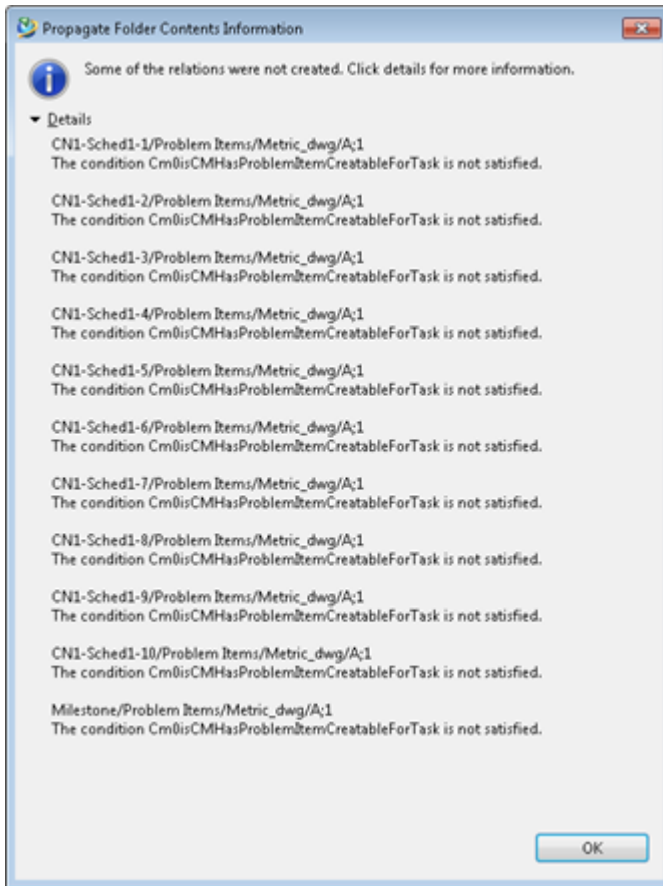 Propagate Folder Contents Information
Some of the relations were not created. Click details for more information.
Details
CN1-Sched1-1/Problem Items/Metric_dwg/A;1
The condition Cm0isCMHasProblemItemCreatableForTask is not satisfied.
CN1-Sched1-2/Problem Items/Metric_dwg/A;1
The condition Cm0isCMHasProblemItemCreatableForTask is not satisfied.
CN1-Sched1-3/Problem Items/Metric_dwg/A;1
The condition Cm0isCMHasProblemItemCreatableForTask is not satisfied.
CN1-Sched1-4/Problem Items/Metric_dwg/A;1
The condition Cm0isCMHasProblemItemCreatableForTask is not satisfied.
CN1-Sched1-5/Problem Items/Metric_dwg/A;1
The condition Cm0isCMHasProblemItemCreatableForTask is not satisfied.
CN1-Sched1-6/Problem Items/Metric_dwg/A;1
The condition Cm0isCMHasProblemItemCreatableForTask is not satisfied.
CN1-Sched1-7/Problem Items/Metric_dwg/A;1
The condition Cm0isCMHasProblemItemCreatableForTask is not satisfied.
CN1-Sched1-8/Problem Items/Metric_dwg/A;1
The condition Cm0isCMHasProblemItemCreatableForTask is not satisfied.
CN1-Sched1-9/Problem Items/Metric_dwg/A;1
The condition Cm0isCMHasProblemItemCreatableForTask is not satisfied.
CN1-Sched1-10/Problem Items/Metric_dwg/A;1
The condition Cm0isCMHasProblemItemCreatableForTask is not satisfied.
Milestone/Problem Items/Metric_dwg/A;1
The condition Cm0isCMHasProblemItemCreatableForTask is not satisfied.
OK